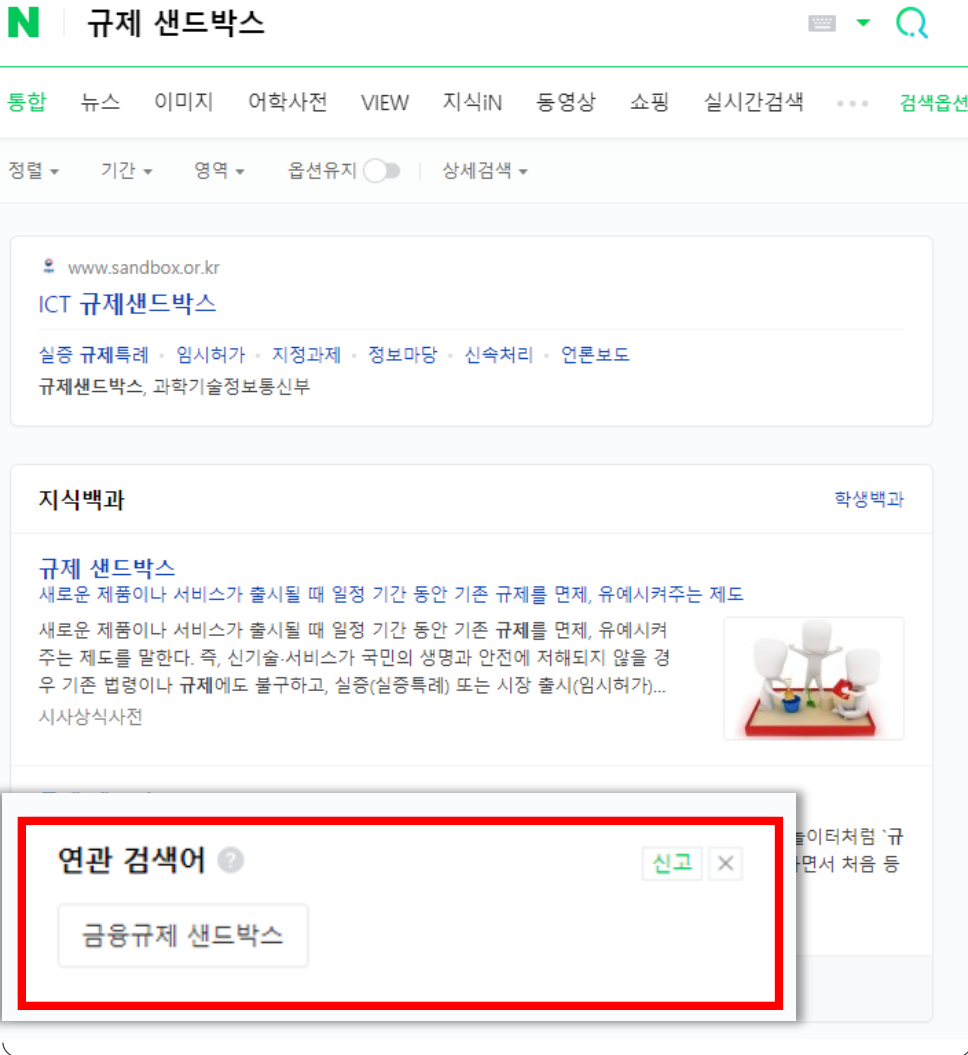 N 규제 샌드박스
통합 뉴스 이미지 어학사전 VIEW 지식iN 동영상 쇼핑 실시간검색 검색옵션
정렬 기간 영역 옵션유지 상세검색
www.sandbox.or.kr
ICT 규제샌드박스
실증 규제특례 · 임시허가 · 지정과제 · 정보마당 · 신속처리 · 언론보도
규제샌드박스, 과학기술정보통신부
지식백과 학생백과
규제 샌드박스
새로운 제품이나 서비스가 출시될 때 일정 기간 동안 기존 규제를 면제, 유예시켜주는 제도
새로운 제품이나 서비스가 출시될 때 일정 기간 동안 기존 규제를 면제, 유예시켜
주는 제도를 말한다. 즉, 신기술·서비스가 국민의 생명과 안전에 저해되지 않을 경
우 기존 법령이나 규제에도 불구하고, 실증(실증특례) 또는 시장 출시(임시허가)...
시사상식사전
놀이터처럼 `규
면서 처음 등
연관 검색어 ? 신고 ×
금융규제 샌드박스